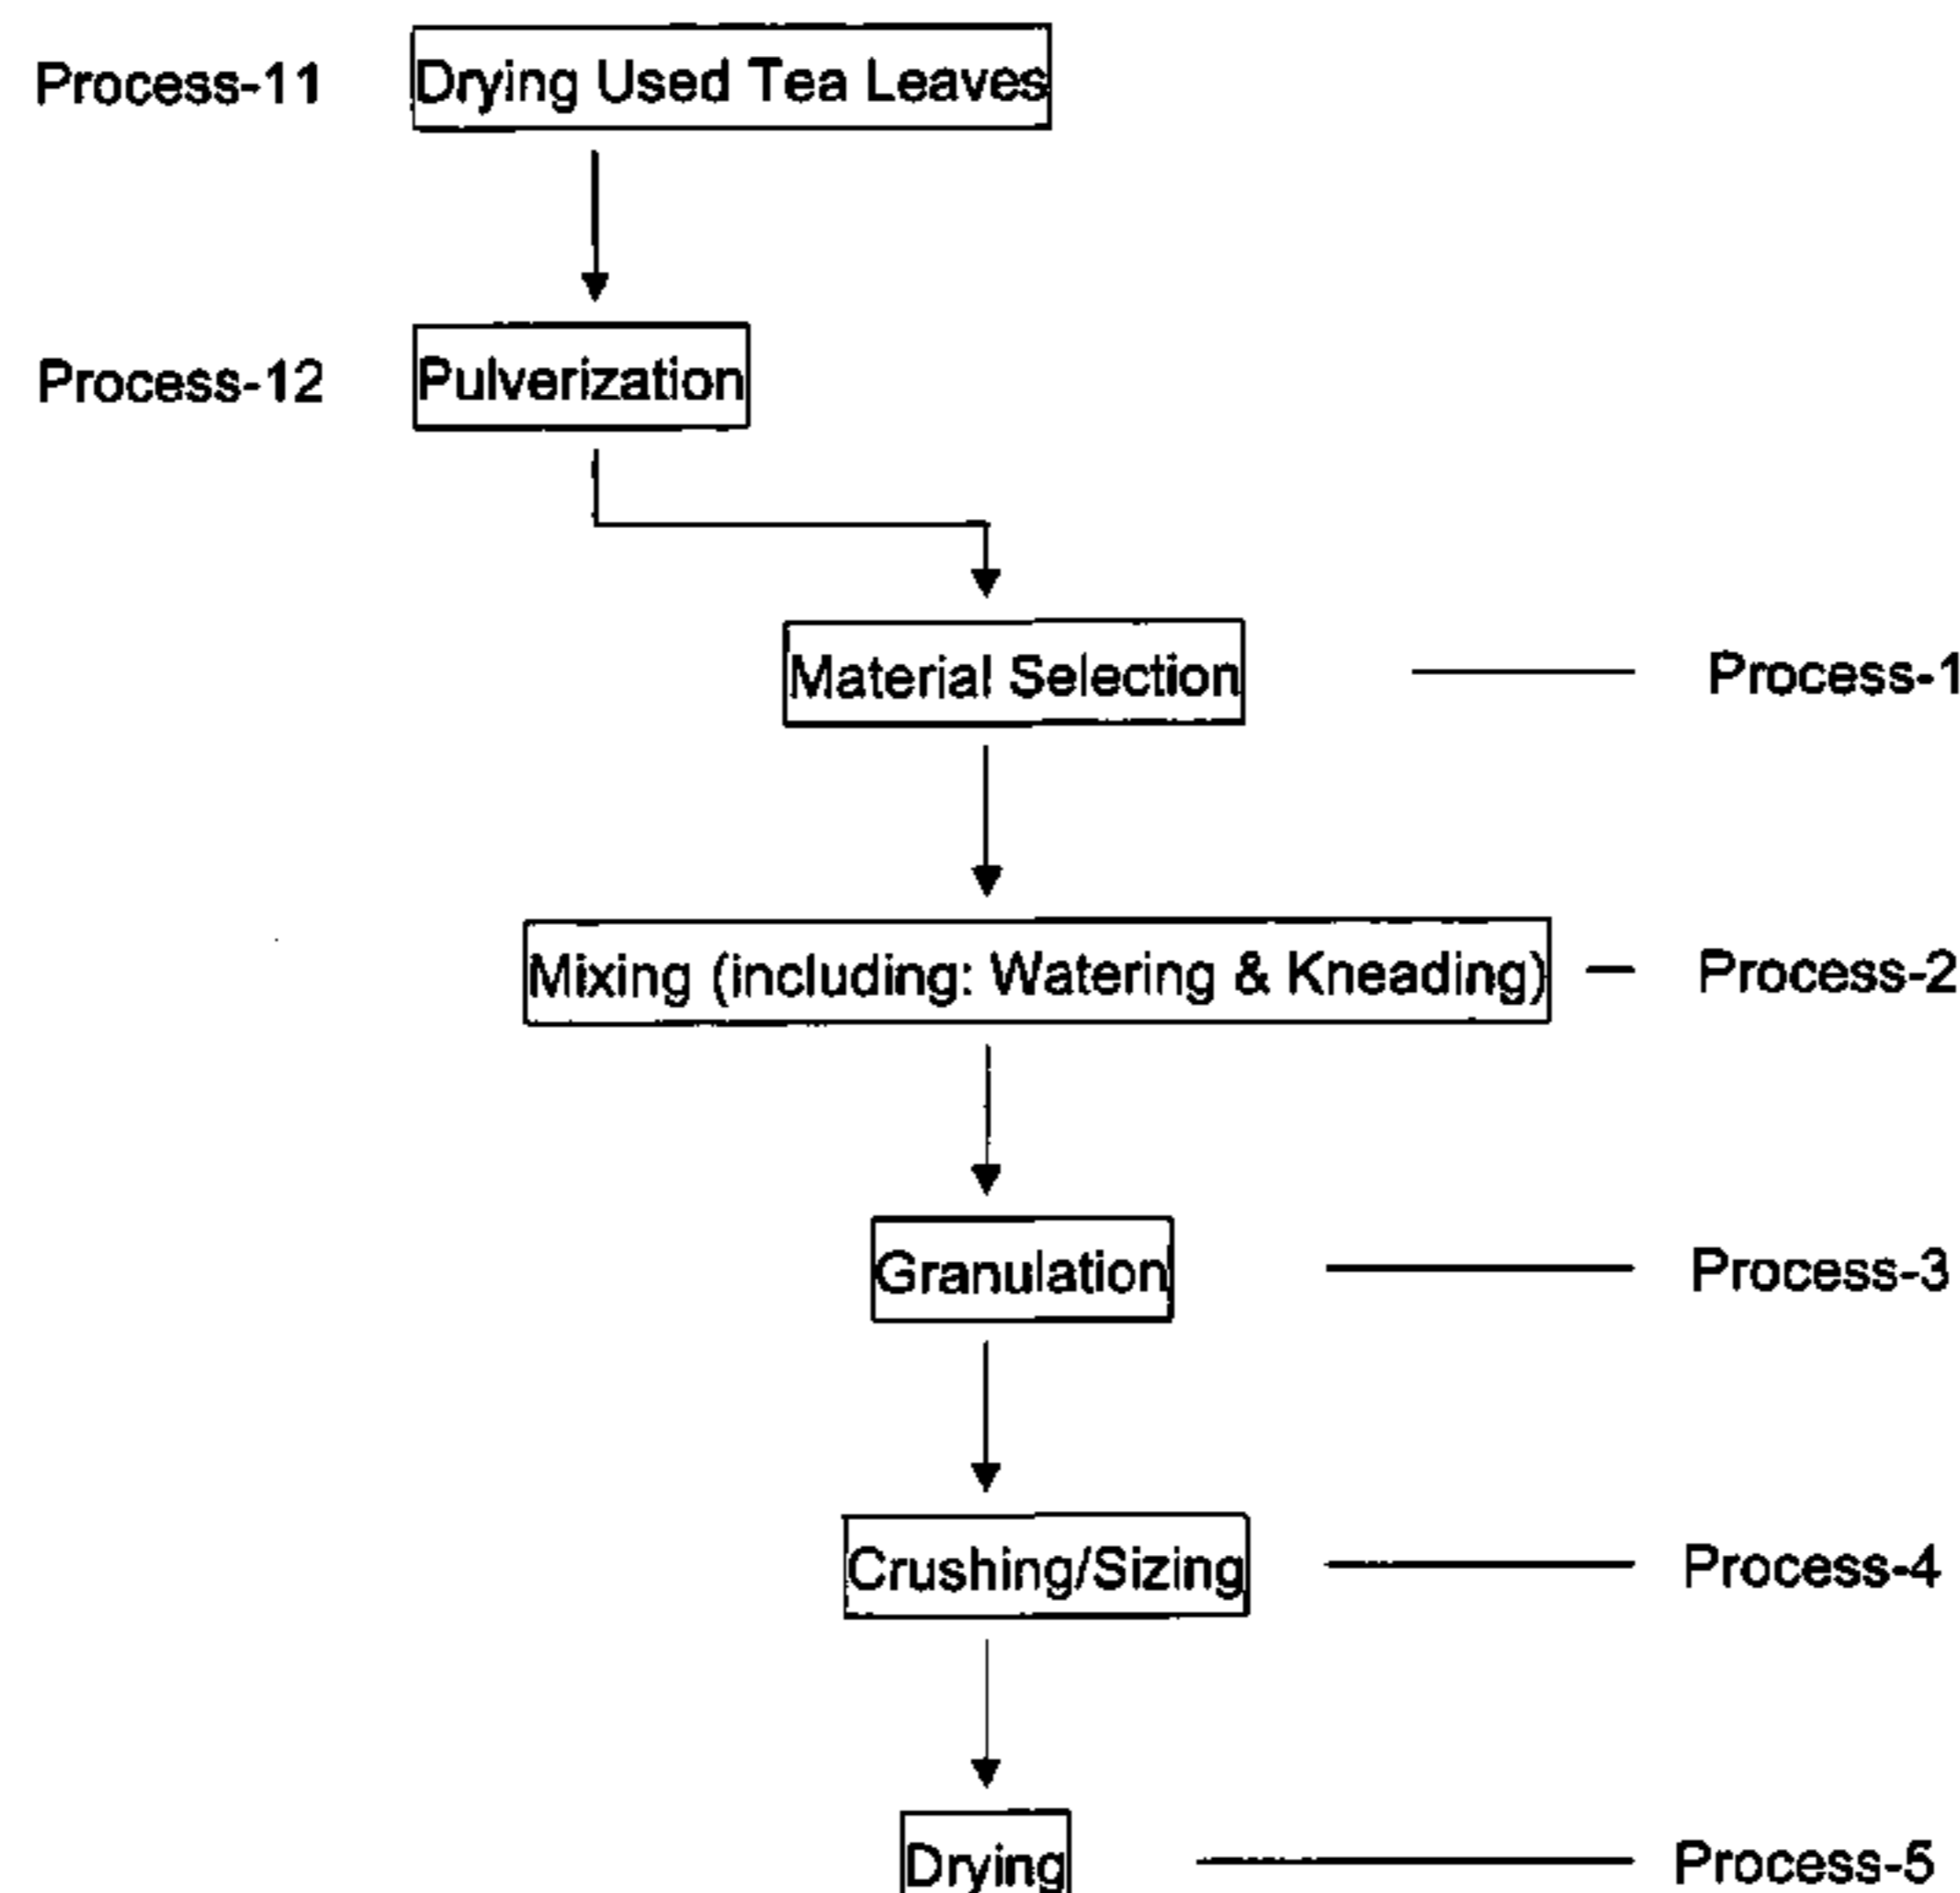 Process-11 Drying Used Tea Leaves
Process-12 Pulverization
Material Selection Process-1
Mixing (including: Watering & Kneading) Process-2
Granulation Process-3
Crushing/Sizing Process-4
Drying Process-5